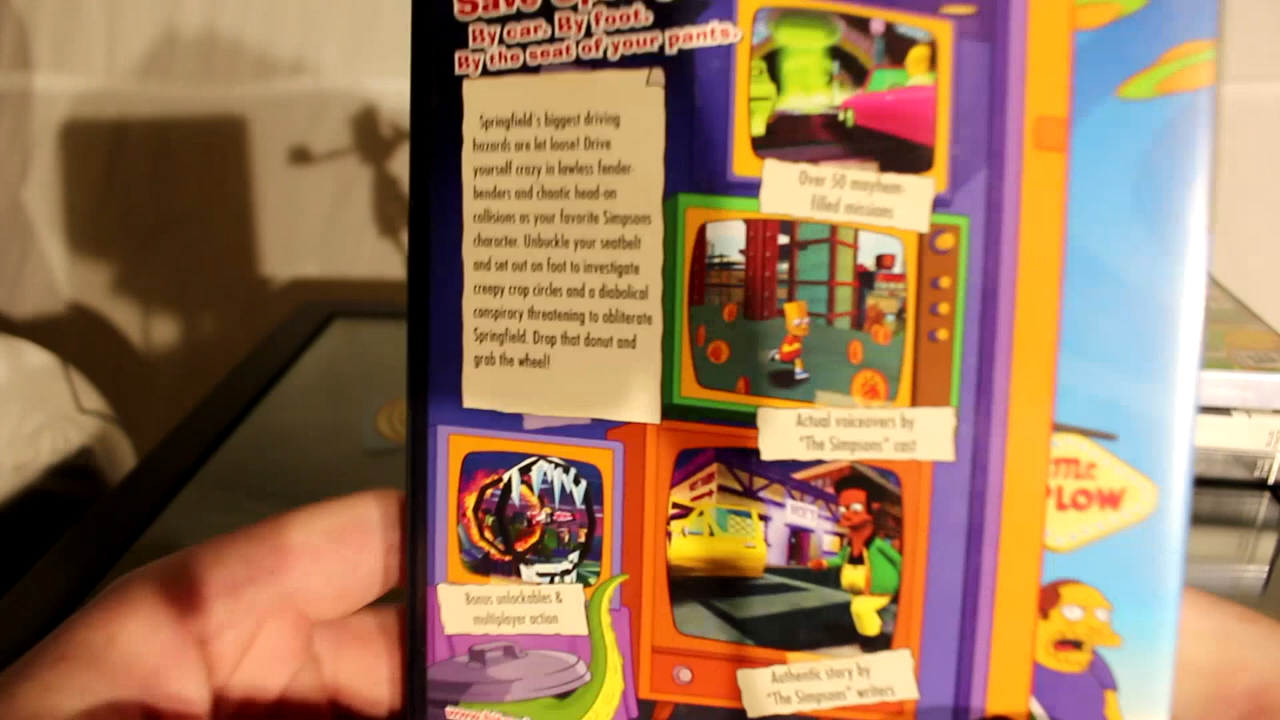 Save
By car. By foot.
By the seat of your pants.
Springfield's biggest driving
hazards are let loose! Drive
yourself crazy in lawless fender-
benders and chaotic head-on
collisions as your favorite Simpsons
character. Unbuckle your seatbelt
and set out on foot to investigate
creepy crop circles and a diabolical
conspiracy threatening to obliterate
Springfield. Drop that donut and
grab the wheel!
Over 50 mayhem-
filled missions
Actual voiceovers by
"The Simpsons" cast
Bonus unlockables &
multiplayer action
Authentic story by
"The Simpsons" writers
Mr.
PLOW